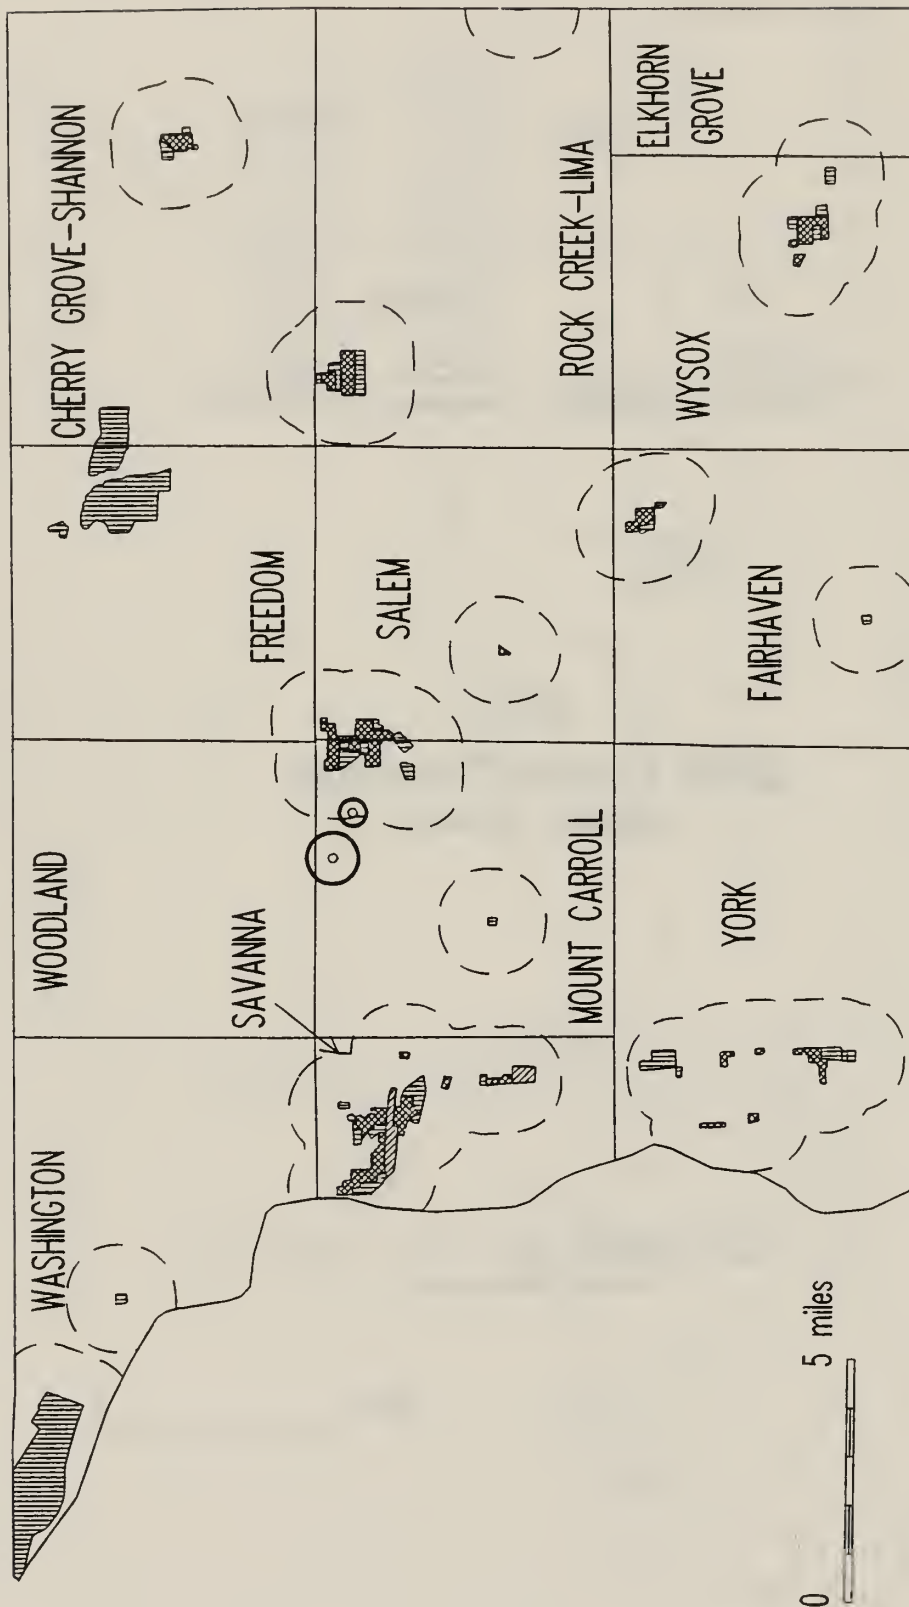 WASHINGTON
WOODLAND
CHERRY GROVE–SHANNON
SAVANNA
FREEDOM
SALEM
MOUNT CARROLL
ROCK CREEK–LIMA
ELKHORN
GROVE
YORK
FAIRHAVEN
WYSOX
0
5 miles